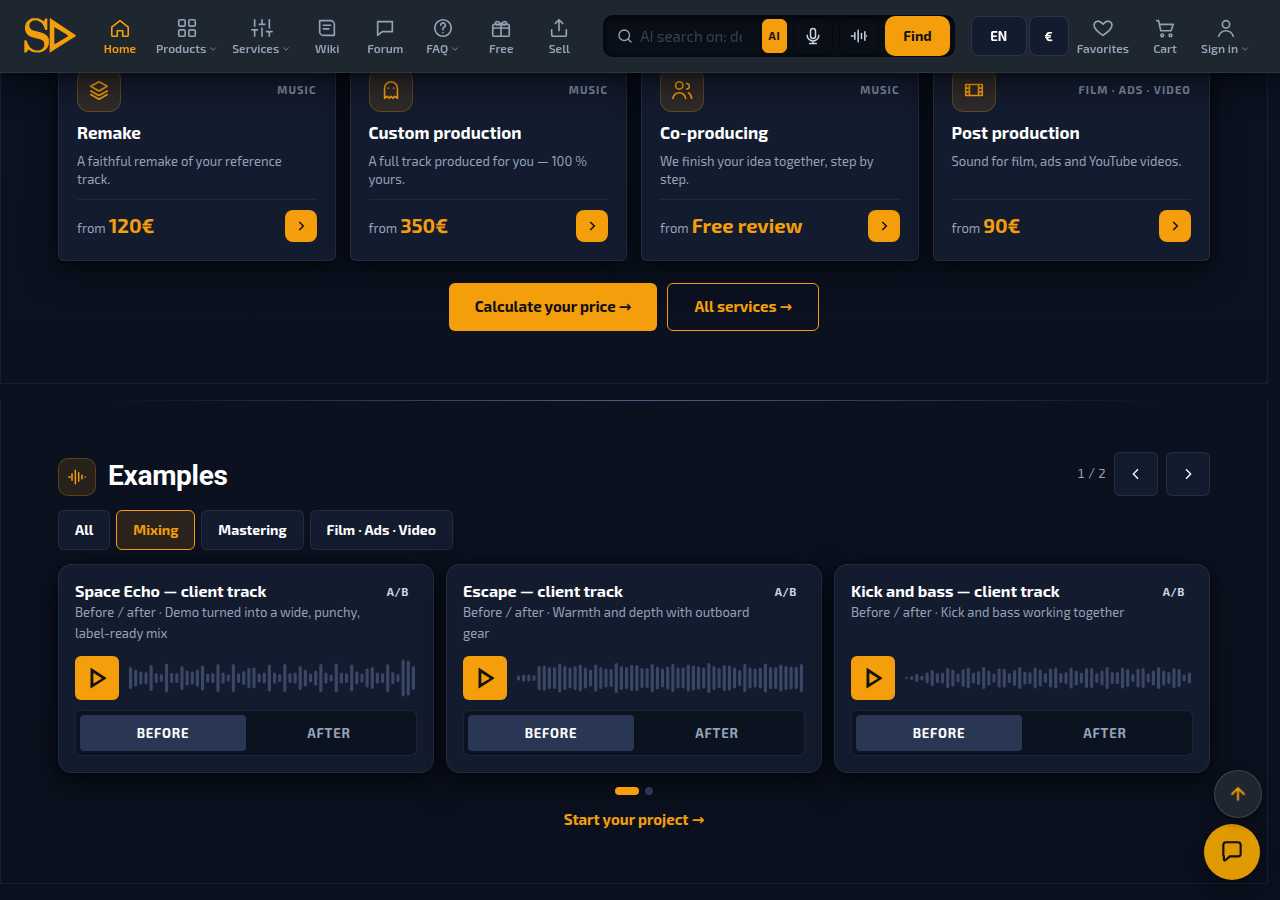 SD
Home
Products
Services
Wiki
Forum
FAQ
Free
Sell
AI search on: d
AI
Find
EN
€
Favorites
Cart
Sign in
MUSIC
Remake
A faithful remake of your reference
track.
from 120€
MUSIC
Custom production
A full track produced for you — 100 %
yours.
from 350€
MUSIC
Co-producing
We finish your idea together, step by
step.
from Free review
FILM · ADS · VIDEO
Post production
Sound for film, ads and YouTube videos.
from 90€
Calculate your price →
All services →
Examples
1 / 2
All
Mixing
Mastering
Film · Ads · Video
Space Echo — client track
A/B
Before / after · Demo turned into a wide, punchy,
label-ready mix
BEFORE
AFTER
Escape — client track
A/B
Before / after · Warmth and depth with outboard
gear
BEFORE
AFTER
Kick and bass — client track
A/B
Before / after · Kick and bass working together
BEFORE
AFTER
Start your project →